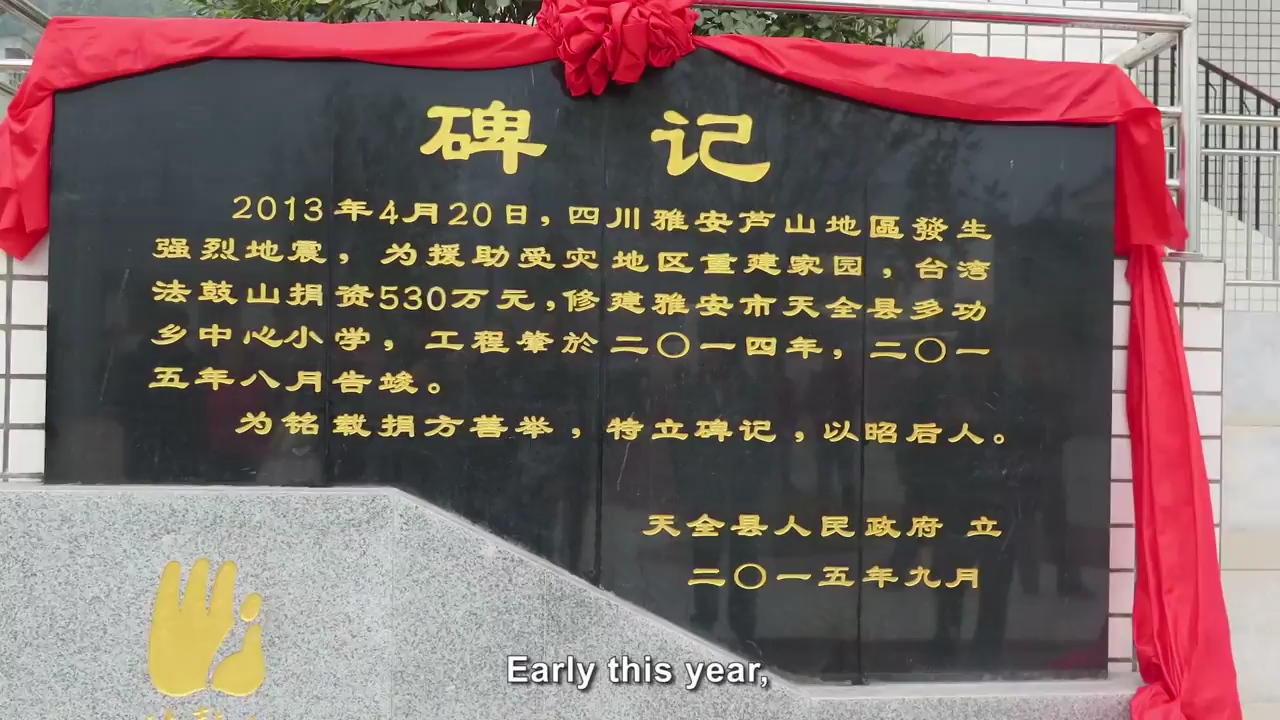 碑记
2013年4月20日，四川雅安芦山地區發生
强烈地震，为援助受灾地区重建家园，台湾
法鼓山捐资530万元，修建雅安市天全县多功
乡中心小学，工程肇於二〇一四年，二〇一
五年八月告竣。
为铭载捐方善举，特立碑记，以昭后人。
天全县人民政府 立
二〇一五年九月
Early this year,